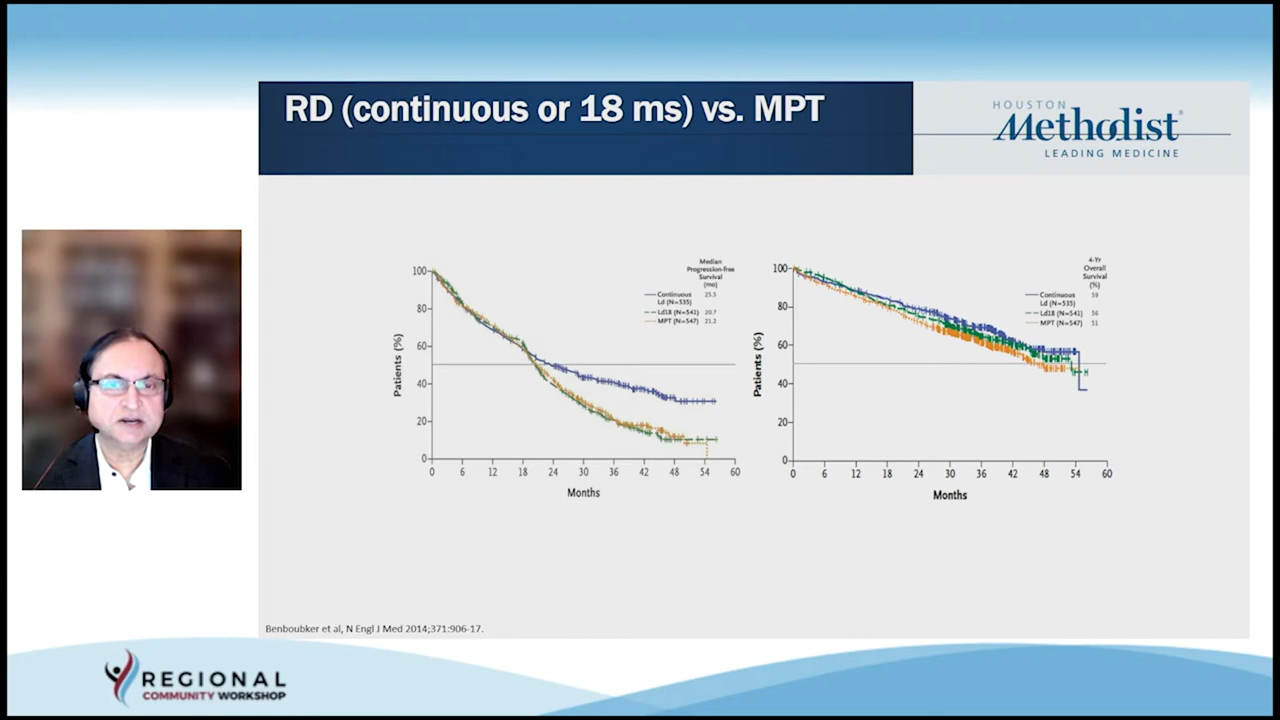 RD (continuous or 18 ms) vs. MPT
HOUSTON
Methodist
LEADING MEDICINE
Median
Progression-free
Survival
(mo)
Continuous 25.5
Ld (N=535)
Ld18 (N=541) 20.7
MPT (N=547) 21.2
100
80
60
40
20
0
Patients (%)
0 6 12 18 24 30 36 42 48 54 60
Months
4-Yr
Overall
Survival
(%)
Continuous 59
Ld (N=535)
Ld18 (N=541) 56
MPT (N=547) 51
100
80
60
40
20
0
Patients (%)
0 6 12 18 24 30 36 42 48 54 60
Months
Benboubker et al, N Engl J Med 2014;371:906-17.
REGIONAL
COMMUNITY WORKSHOP